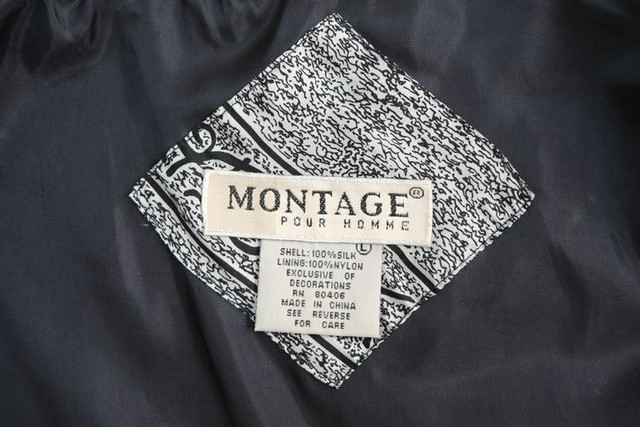 MONTAGE®
POUR HOMME
L
SHELL: 100% SILK
LINING: 100% NYLON
EXCLUSIVE OF
DECORATIONS
RN 80406
MADE IN CHINA
SEE REVERSE
FOR CARE